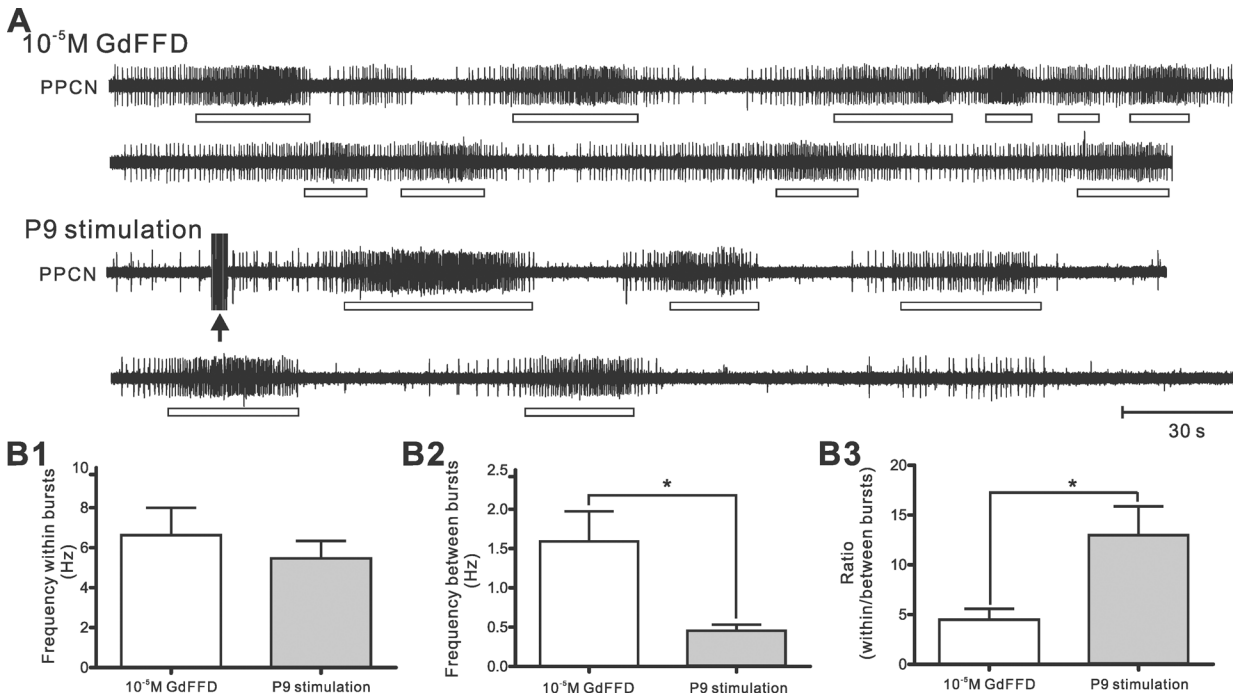 A
10⁻⁵M GdFFD
PPCN
P9 stimulation
PPCN
30 s
B1
Frequency within bursts
(Hz)
10
8
6
4
2
0
10⁻⁵M GdFFD
P9 stimulation
B2
Frequency between bursts
(Hz)
2.5
2.0
1.5
1.0
0.5
0.0
*
10⁻⁵M GdFFD
P9 stimulation
B3
Ratio
(within/between bursts)
20
15
10
5
0
*
10⁻⁵M GdFFD
P9 stimulation